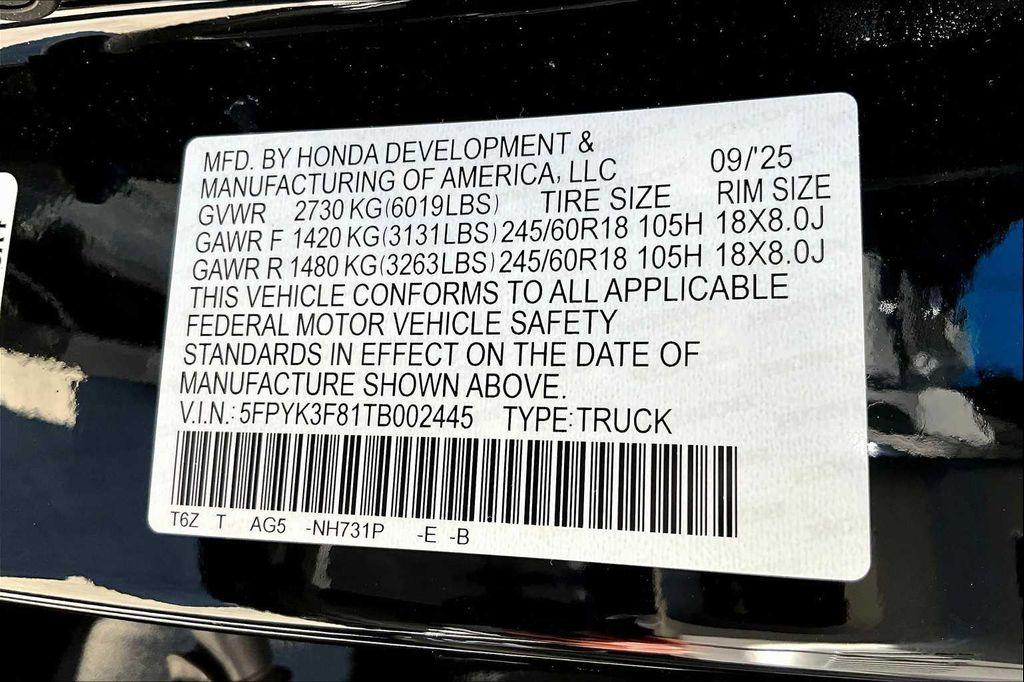 MFD. BY HONDA DEVELOPMENT &
MANUFACTURING OF AMERICA, LLC 09/'25
GVWR 2730 KG(6019LBS) TIRE SIZE RIM SIZE
GAWR F 1420 KG(3131LBS) 245/60R18 105H 18X8.0J
GAWR R 1480 KG(3263LBS) 245/60R18 105H 18X8.0J
THIS VEHICLE CONFORMS TO ALL APPLICABLE
FEDERAL MOTOR VEHICLE SAFETY
STANDARDS IN EFFECT ON THE DATE OF
MANUFACTURE SHOWN ABOVE.
V.I.N.: 5FPYK3F81TB002445 TYPE: TRUCK
T6Z T AG5 -NH731P -E -B